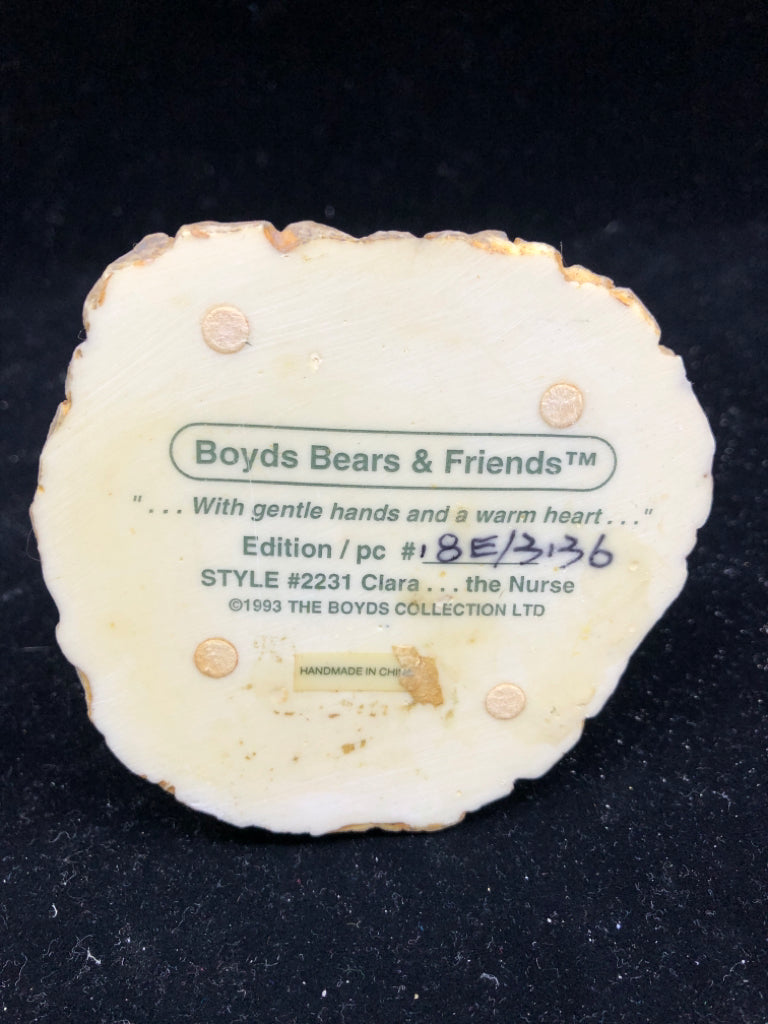 Boyds Bears & Friends™
"... With gentle hands and a warm heart..."
Edition / pc # 18E/3136
STYLE #2231 Clara ... the Nurse
©1993 THE BOYDS COLLECTION LTD
HANDMADE IN CHINA